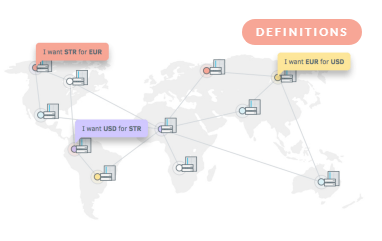 DEFINITIONS
I want STR for EUR
I want EUR for USD
I want USD for STR